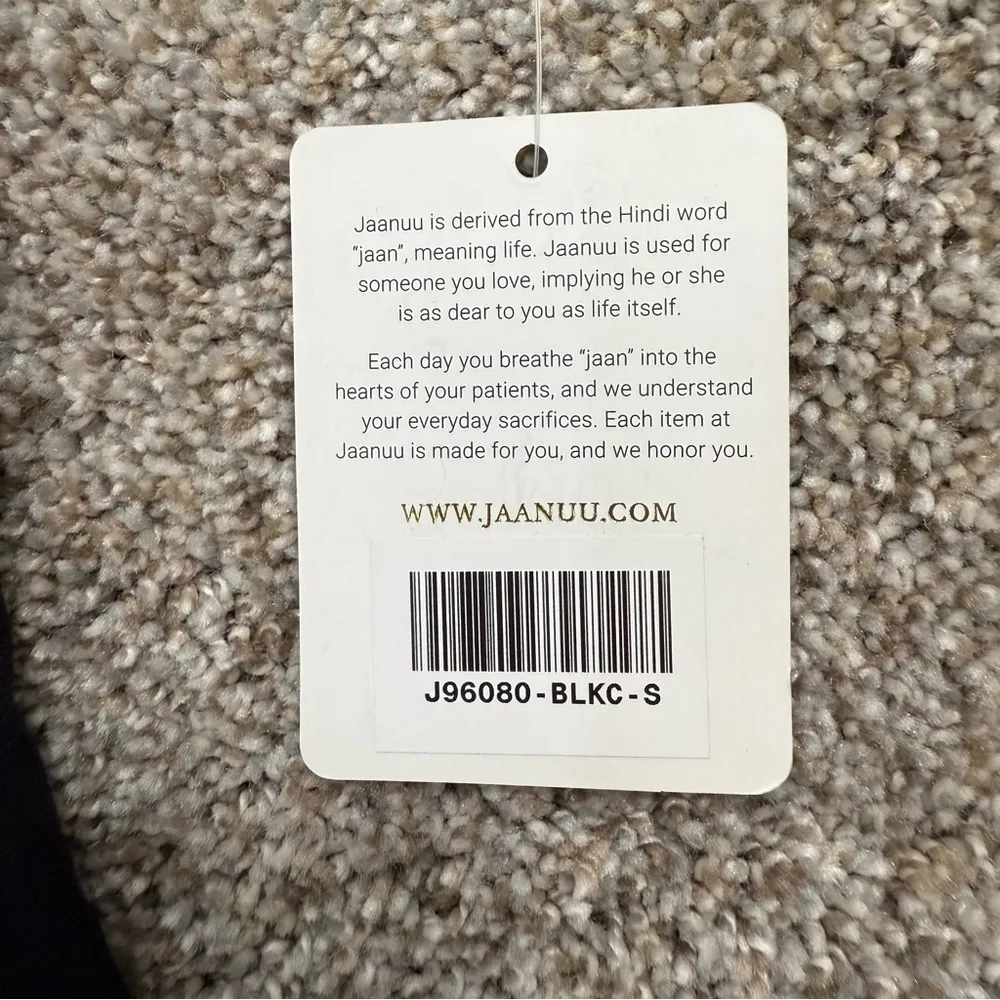 Jaanuu is derived from the Hindi word
“jaan”, meaning life. Jaanuu is used for
someone you love, implying he or she
is as dear to you as life itself.
Each day you breathe “jaan” into the
hearts of your patients, and we understand
your everyday sacrifices. Each item at
Jaanuu is made for you, and we honor you.
WWW.JAANUU.COM
J96080-BLKC-S